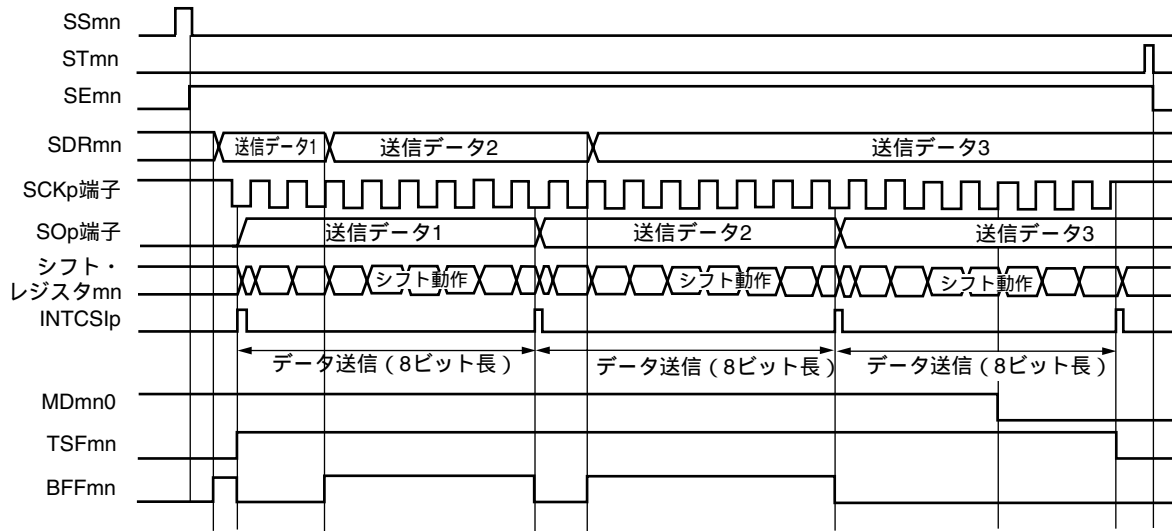 SSmn
STmn
SEmn
SDRmn 送信データ1 送信データ2 送信データ3
SCKp端子
SOp端子 送信データ1 送信データ2 送信データ3
シフト・
レジスタmn シフト動作 シフト動作 シフト動作
INTCSIp
データ送信（8ビット長） データ送信（8ビット長） データ送信（8ビット長）
MDmn0
TSFmn
BFFmn